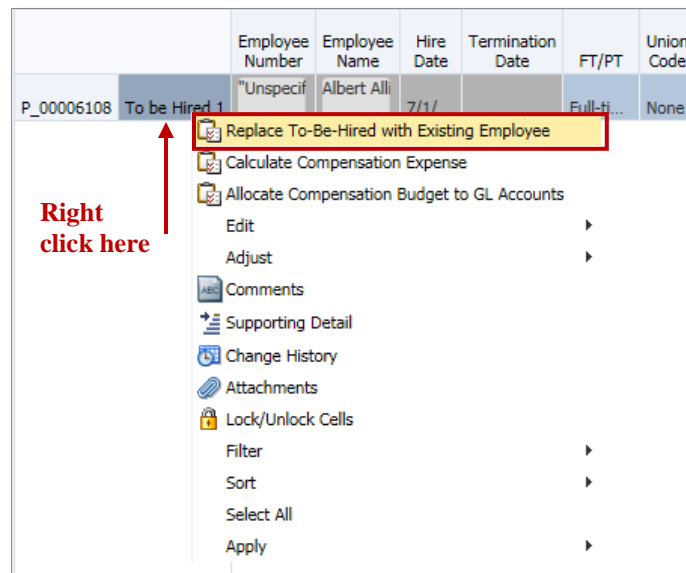 Employee Number
Employee Name
Hire Date
Termination Date
FT/PT
Union Code
P_00006108 To be Hired 1 "Unspecif Albert Alli 7/1/ Full-ti... None
Replace To-Be-Hired with Existing Employee
Calculate Compensation Expense
Allocate Compensation Budget to GL Accounts
Right
click here
Edit
Adjust
ABC Comments
Supporting Detail
Change History
Attachments
Lock/Unlock Cells
Filter
Sort
Select All
Apply